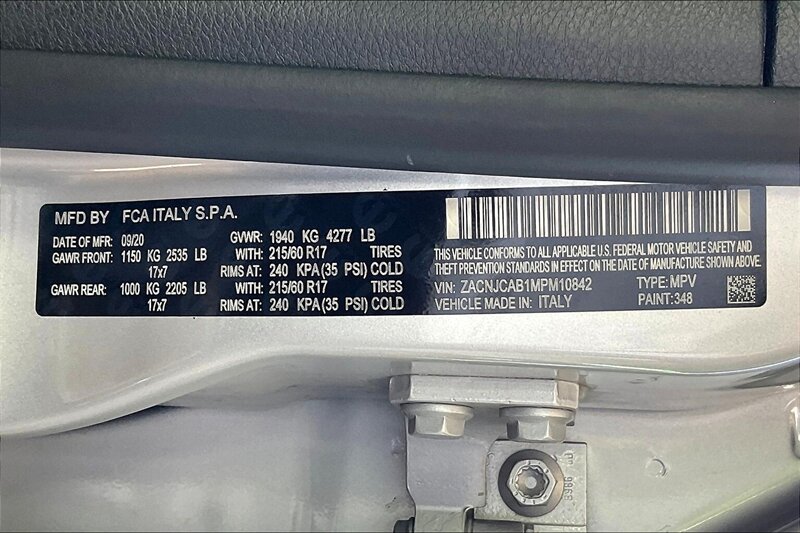 MFD BY FCA ITALY S.P.A.
DATE OF MFR: 09/20 GVWR: 1940 KG 4277 LB
GAWR FRONT: 1150 KG 2535 LB WITH: 215/60 R17 TIRES
17x7 RIMS AT: 240 KPA (35 PSI) COLD
GAWR REAR: 1000 KG 2205 LB WITH: 215/60 R17 TIRES
17x7 RIMS AT: 240 KPA (35 PSI) COLD
THIS VEHICLE CONFORMS TO ALL APPLICABLE U.S. FEDERAL MOTOR VEHICLE SAFETY AND
THEFT PREVENTION STANDARDS IN EFFECT ON THE DATE OF MANUFACTURE SHOWN ABOVE.
VIN: ZACNJCAB1MPM10842 TYPE: MPV
VEHICLE MADE IN: ITALY PAINT: 348